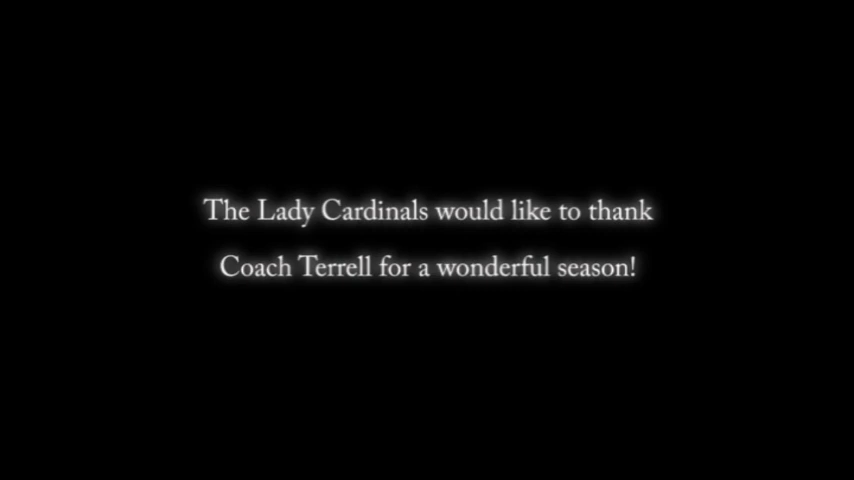 The Lady Cardinals would like to thank
Coach Terrell for a wonderful season!